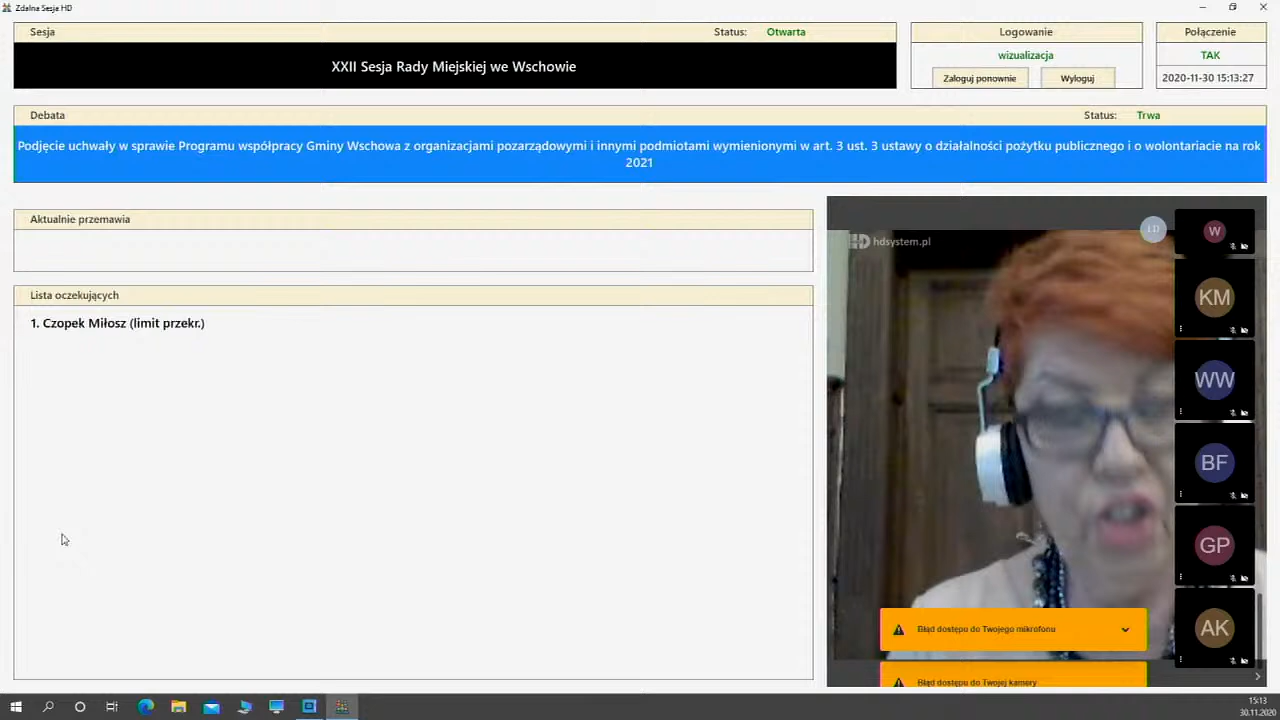 Zdalna Sesja HD
Sesja
Status: Otwarta
XXII Sesja Rady Miejskiej we Wschowie
Logowanie
wizualizacja
Zaloguj ponownie
Wyloguj
Połączenie
TAK
2020-11-30 15:13:27
Debata
Status: Trwa
Podjęcie uchwały w sprawie Programu współpracy Gminy Wschowa z organizacjami pozarządowymi i innymi podmiotami wymienionymi w art. 3 ust. 3 ustawy o działalności pożytku publicznego i o wolontariacie na rok
2021
Aktualnie przemawia
Lista oczekujących
1. Czopek Miłosz (limit przekr.)
HD hdsystem.pl
LD
W
KM
WW
BF
GP
AK
Błąd dostępu do Twojego mikrofonu
Błąd dostępu do Twojej kamery
15:13
30.11.2020